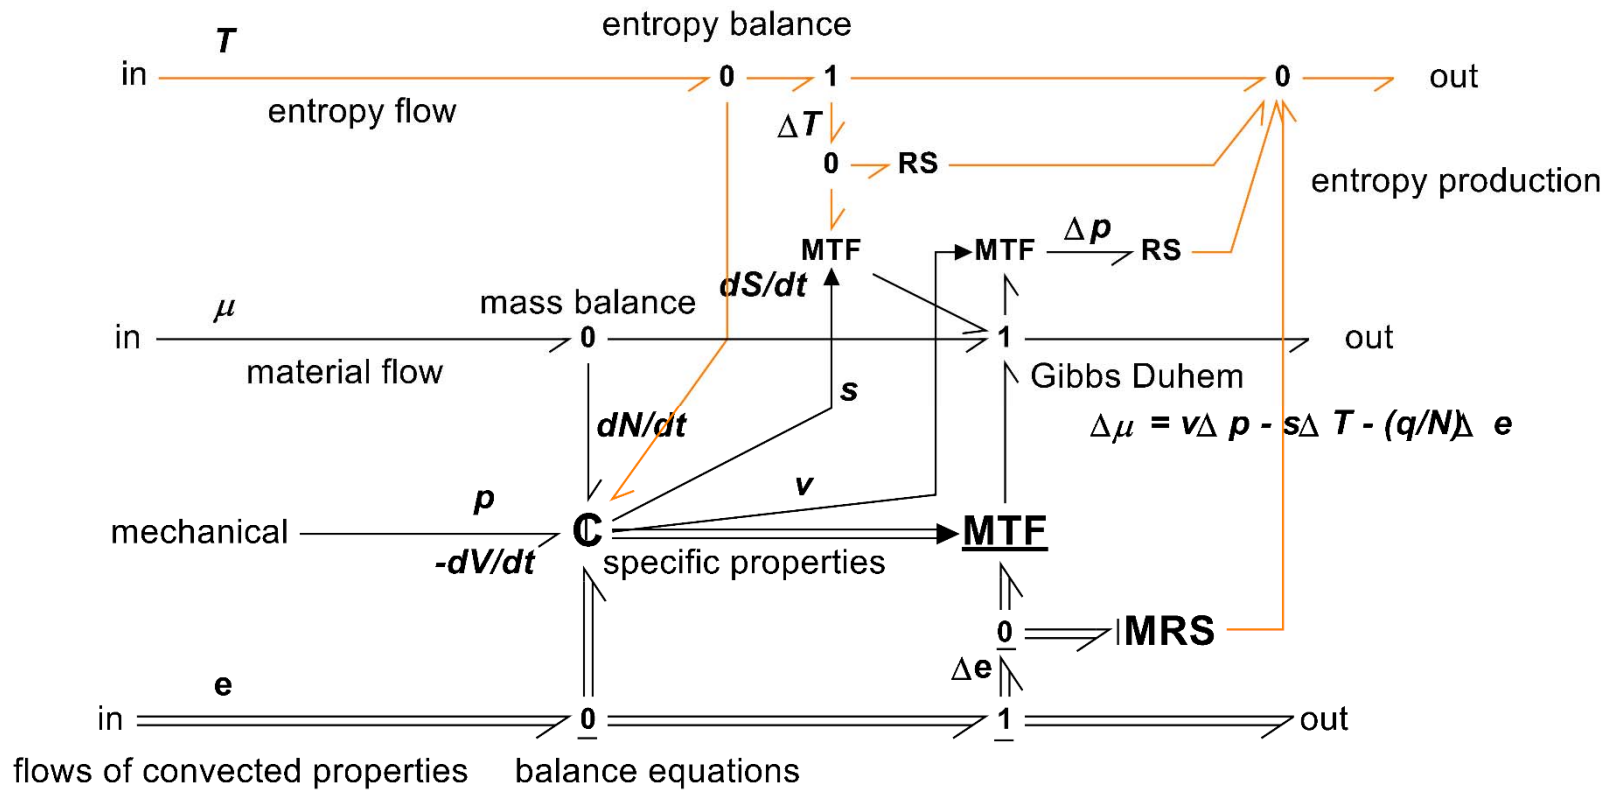 entropy balance
T
in
0
1
0
out
entropy flow
ΔT
0
RS
entropy production
MTF
MTF
Δp
RS
dS/dt
μ
mass balance
in
0
1
out
material flow
Gibbs Duhem
s
dN/dt
Δμ = vΔ p - sΔ T - (q/N)Δ e
p
v
mechanical
C
MTF
-dV/dt
specific properties
0
MRS
Δe
e
in
0
1
out
flows of convected properties
balance equations